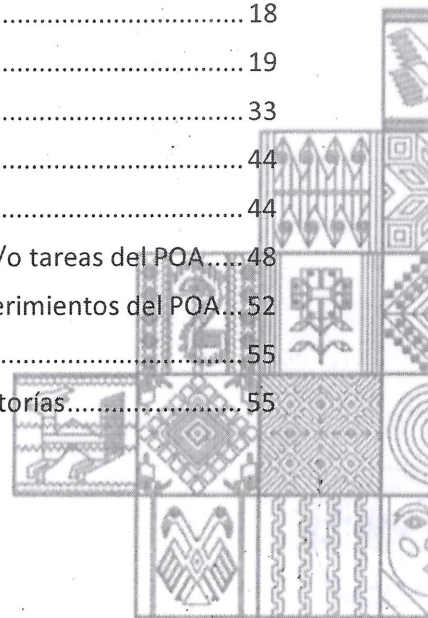 .......................................18
.......................................19
.......................................33
.......................................44
.......................................44
/o tareas del POA.....48
erimientos del POA...52
.......................................55
torías.......................55